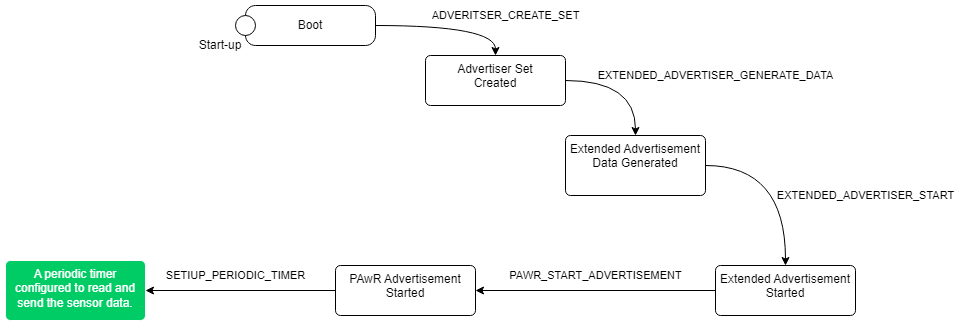 ADVERITSER_CREATE_SET
Boot
Start-up
Advertiser Set
Created
EXTENDED_ADVERTISER_GENERATE_DATA
Extended Advertisement
Data Generated
EXTENDED_ADVERTISER_START
Extended Advertisement
Started
PAWR_START_ADVERTISEMENT
PAwR Advertisement
Started
SETIUP_PERIODIC_TIMER
A periodic timer
configured to read and
send the sensor data.